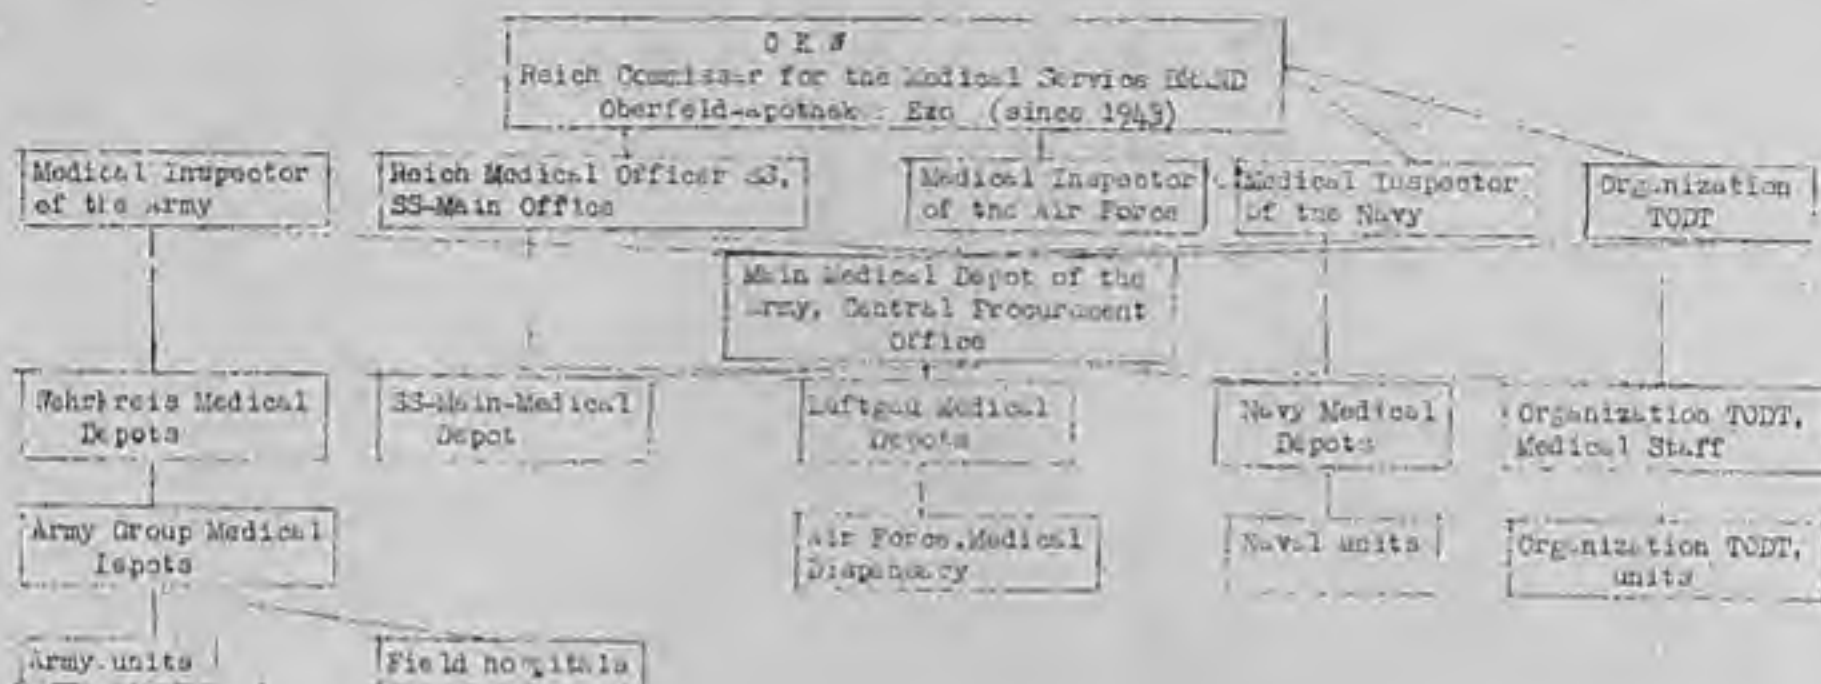 O K W
Reich Commissar for the Medical Service
Oberfeld-apothek (since 1943)
Medical Inspector
of the Army
Reich Medical Officer SS,
SS-Main Office
Medical Inspector
of the Air Force
Medical Inspector
of the Navy
Organization
TODT
Main Medical Depot of the
Army, Central Procurement
Office
Wehrkreis Medical
Depots
SS-Main-Medical
Depot
Luftgau Medical
Depots
Navy Medical
Depots
Organization TODT,
Medical Staff
Army Group Medical
Depots
Air Force.Medical
Dispensary
Naval units
Organization TODT,
units
Army units
Field hospitals